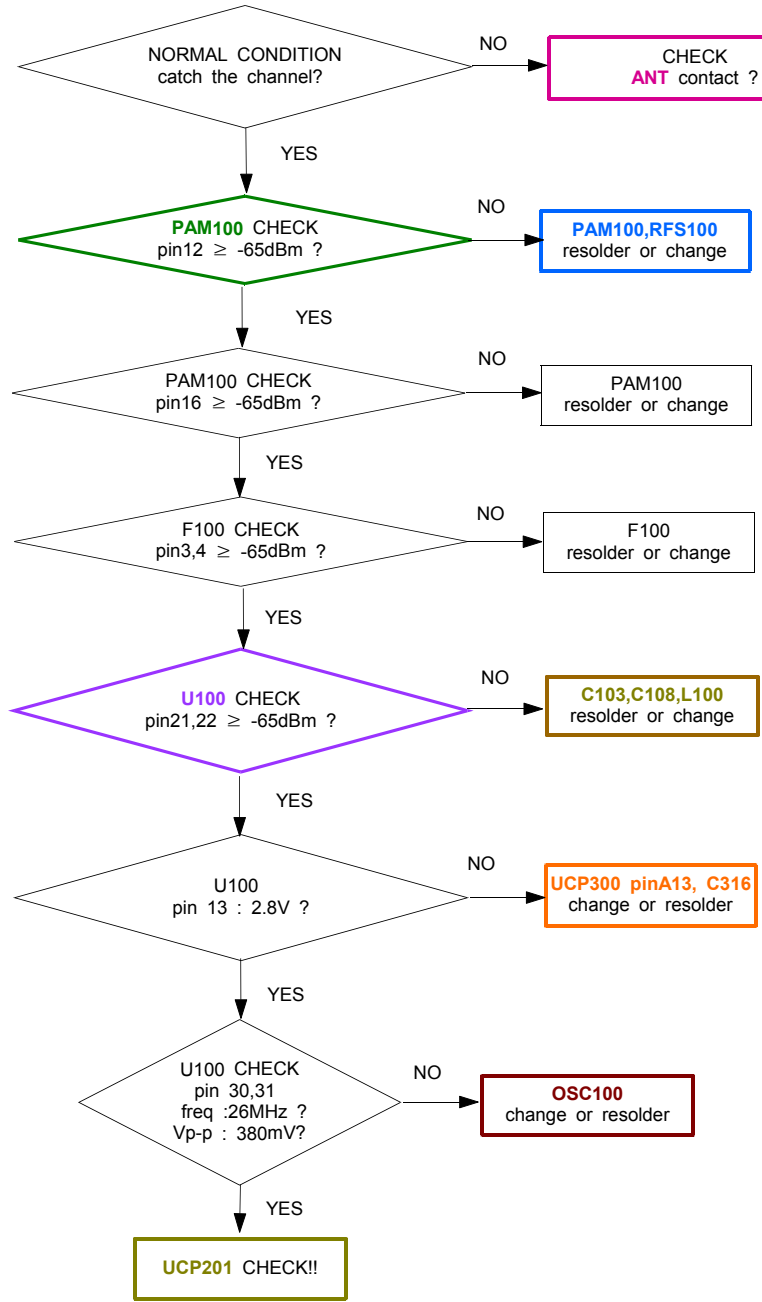 NORMAL CONDITION
catch the channel?
NO
CHECK
ANT contact ?
YES
PAM100 CHECK
pin12 ≥ -65dBm ?
NO
PAM100,RFS100
resolder or change
YES
PAM100 CHECK
pin16 ≥ -65dBm ?
NO
PAM100
resolder or change
YES
F100 CHECK
pin3,4 ≥ -65dBm ?
NO
F100
resolder or change
YES
U100 CHECK
pin21,22 ≥ -65dBm ?
NO
C103,C108,L100
resolder or change
YES
U100
pin 13 : 2.8V ?
NO
UCP300 pinA13, C316
change or resolder
YES
U100 CHECK
pin 30,31
freq :26MHz ?
Vp-p : 380mV?
NO
OSC100
change or resolder
YES
UCP201 CHECK!!